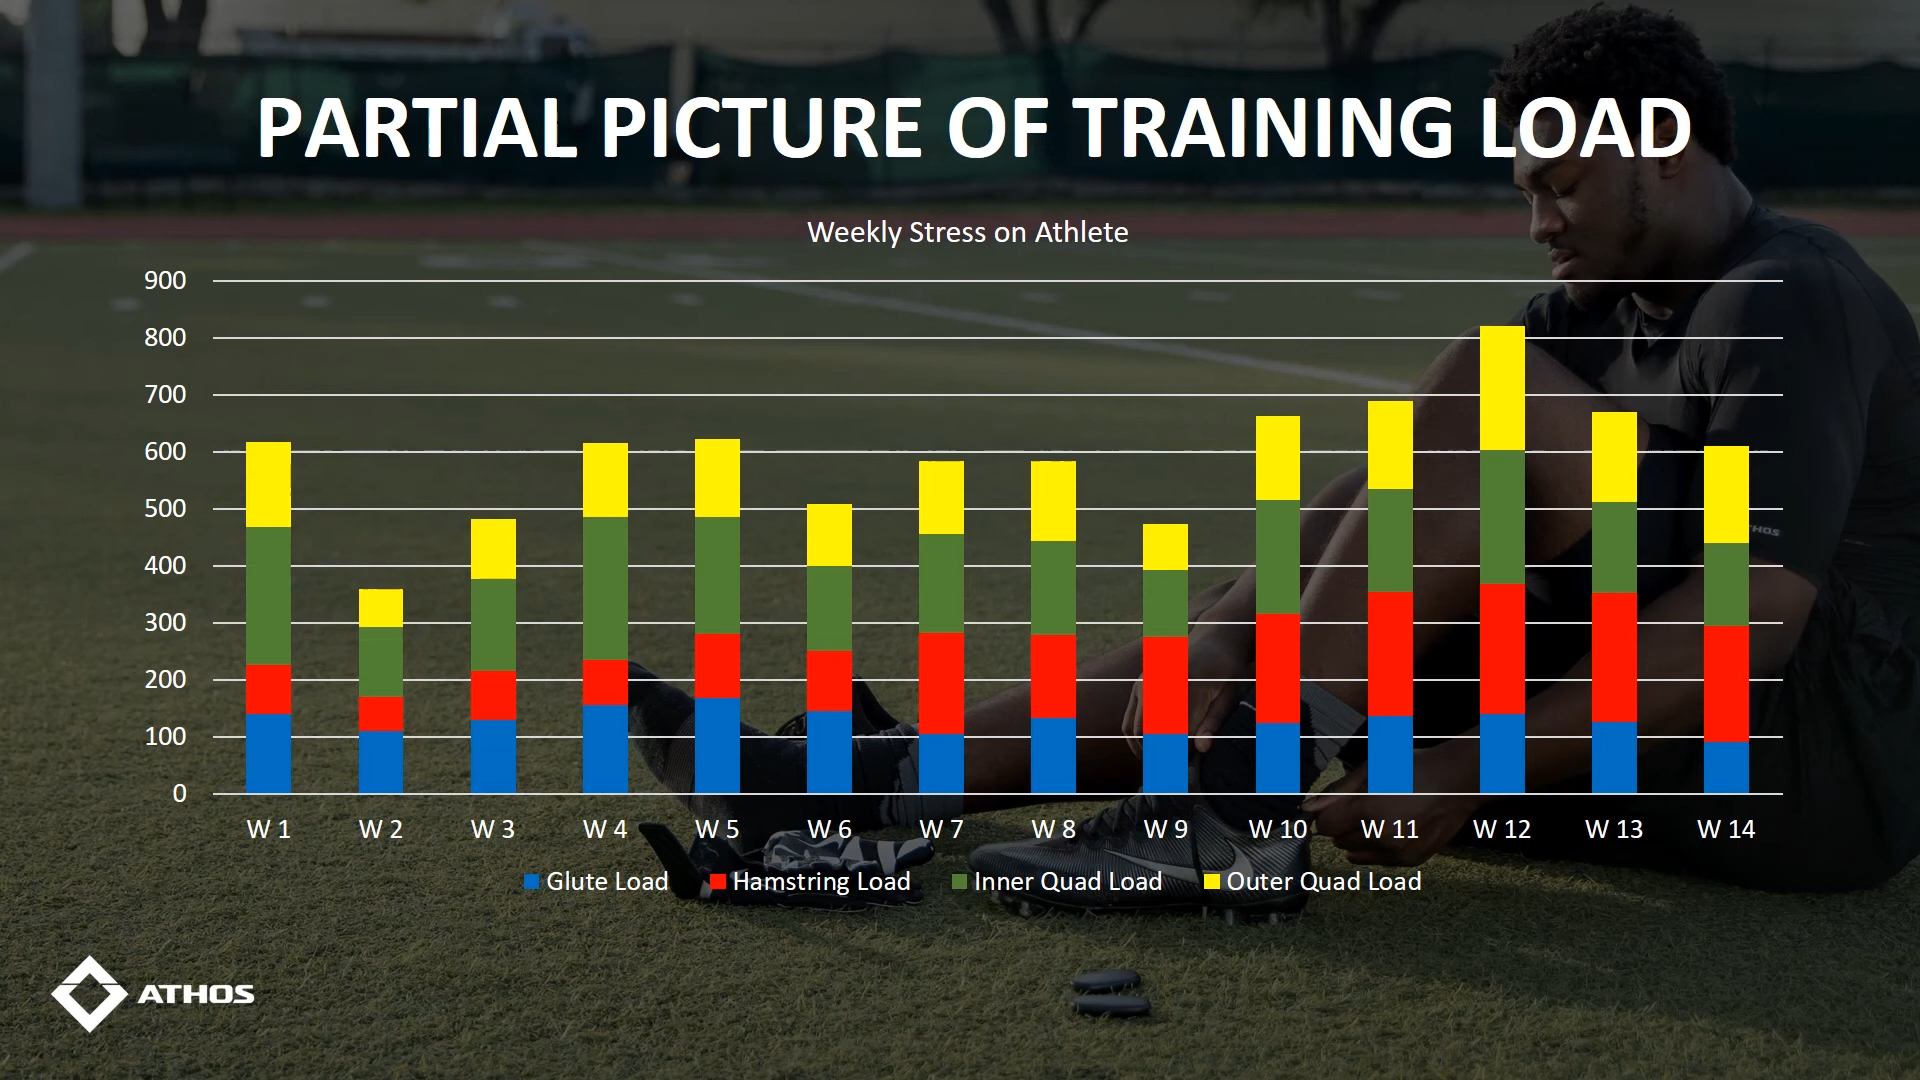 PARTIAL PICTURE OF TRAINING LOAD
Weekly Stress on Athlete
900
800
700
600
500
400
300
200
100
0
W 1 W 2 W 3 W 4 W 5 W 6 W 7 W 8 W 9 W 10 W 11 W 12 W 13 W 14
Glute Load Hamstring Load Inner Quad Load Outer Quad Load
ATHOS
ATHOS